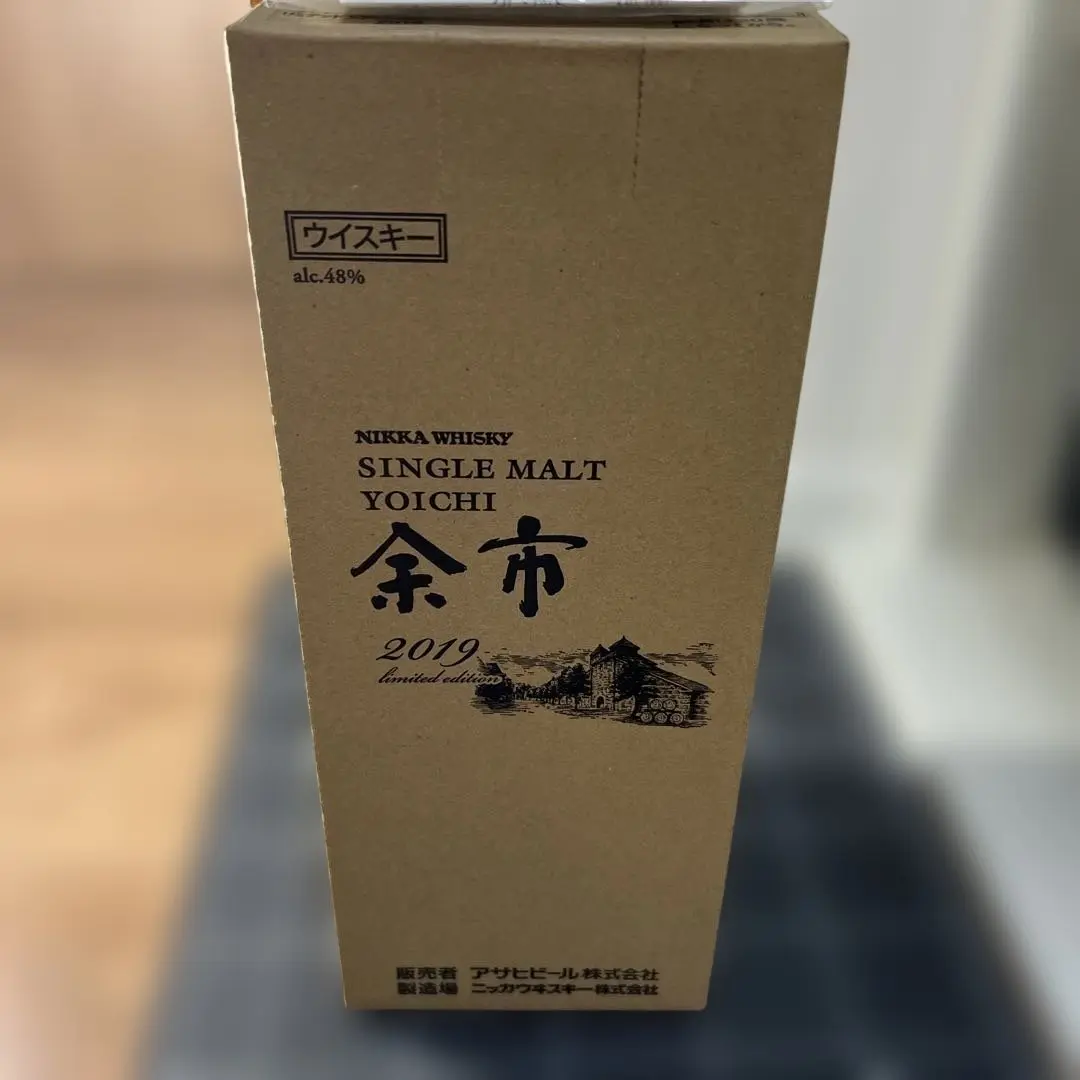 ウイスキー
alc.48%
NIKKA WHISKY
SINGLE MALT
YOICHI
余市
2019
limited edition
販売者 アサヒビール株式会社
製造場 ニッカウヰスキー株式会社